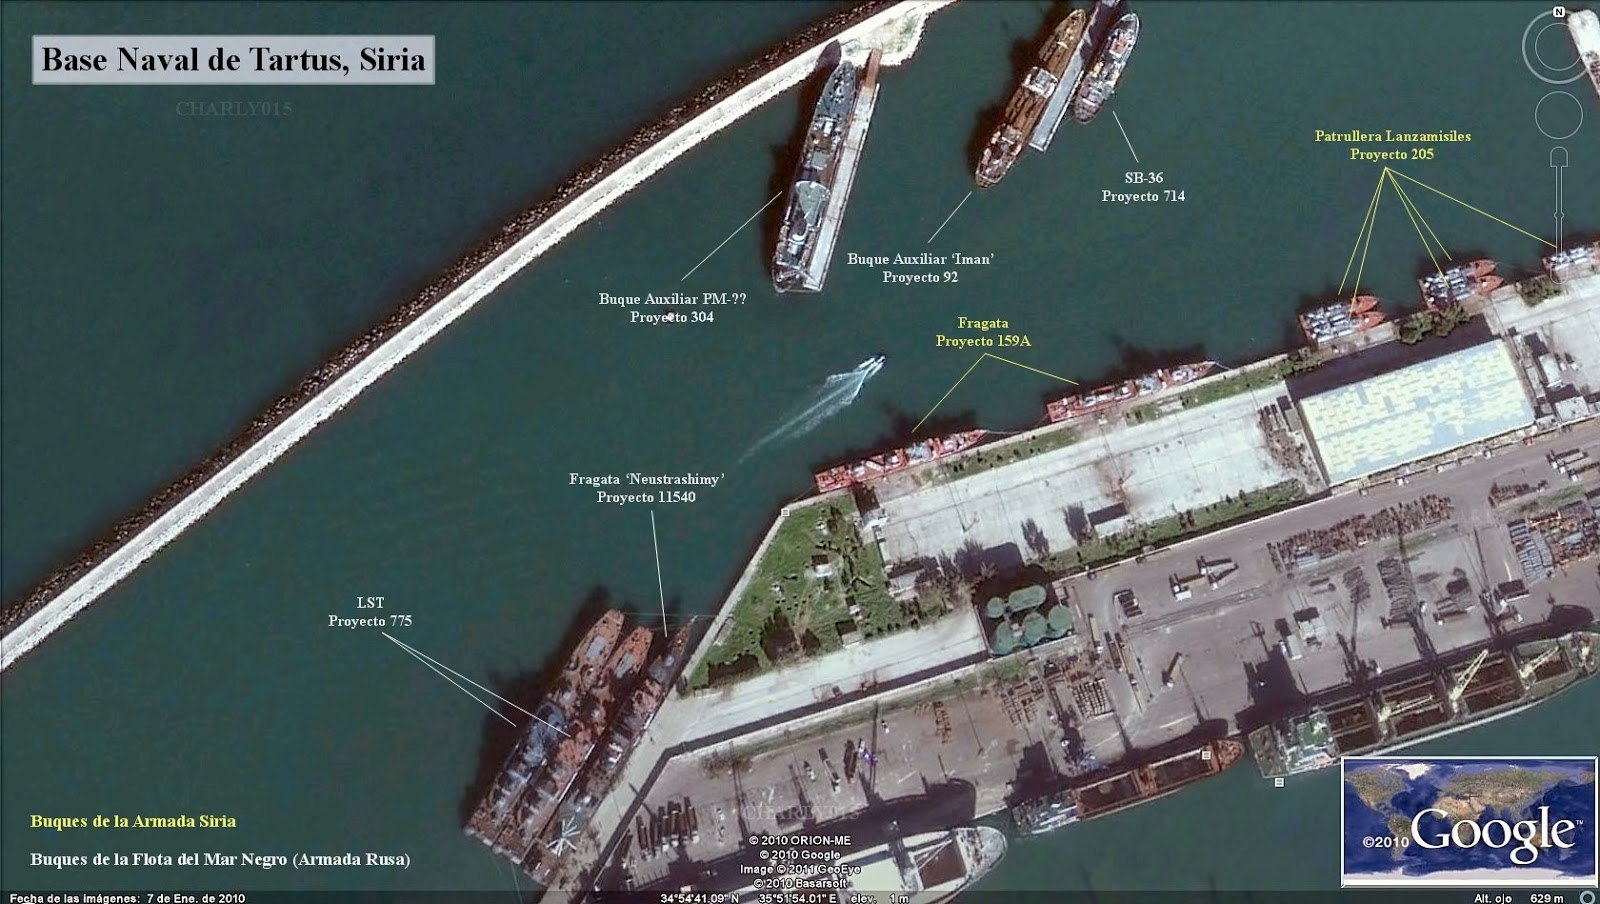 N
Base Naval de Tartus, Siria
CHARLY015
Patrullera Lanzamisiles
Proyecto 205
SB-36
Proyecto 714
Buque Auxiliar ‘Iman’
Proyecto 92
Buque Auxiliar PM-??
Proyecto 304
Fragata
Proyecto 159A
Fragata ‘Neustrashimy’
Proyecto 11540
LST
Proyecto 775
Buques de la Armada Siria
Buques de la Flota del Mar Negro (Armada Rusa)
CHARLY015
© 2010 ORION-ME
© 2010 Google
Image © 2011 GeoEye
© 2010 Basarsoft
©2010 Google™
Fecha de las imágenes: 7 de Ene. de 2010
34°54'41.09" N 35°51'54.01" E elev. 1 m
Alt. ojo 629 m